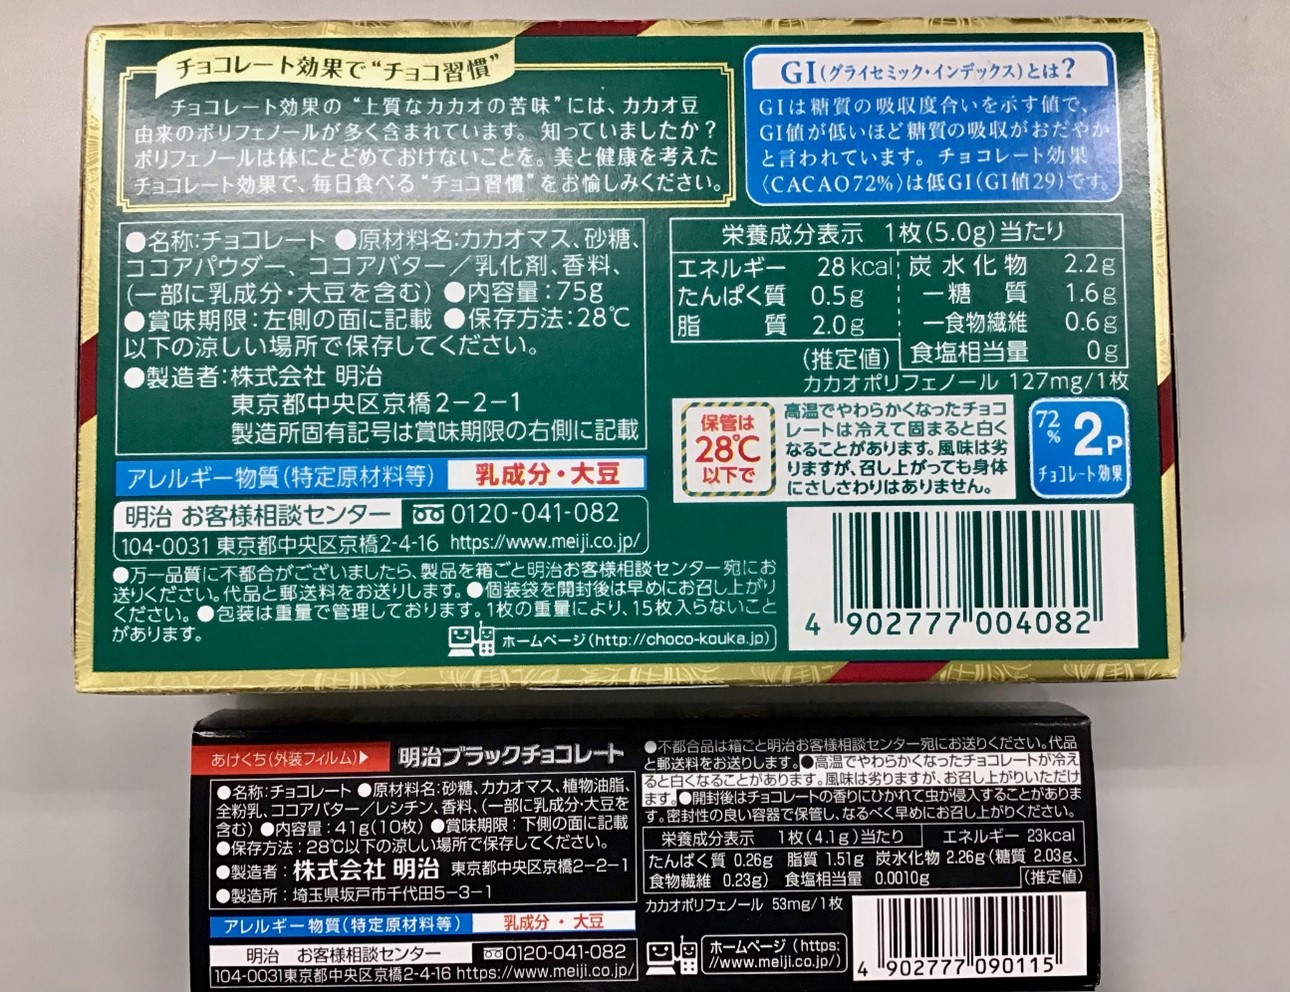 チョコレート効果で“チョコ習慣”
チョコレート効果の“上質なカカオの苦味”には、カカオ豆
由来のポリフェノールが多く含まれています。知っていましたか？
ポリフェノールは体にとどめておけないことを。美と健康を考えた
チョコレート効果で、毎日食べる“チョコ習慣”をお愉しみください。
GI(グライセミック・インデックス)とは？
GIは糖質の吸収度合いを示す値で、
GI値が低いほど糖質の吸収がおだやか
と言われています。チョコレート効果
〈CACAO72%〉は低GI(GI値29)です。
●名称:チョコレート ●原材料名:カカオマス、砂糖、
ココアパウダー、ココアバター／乳化剤、香料、
(一部に乳成分・大豆を含む) ●内容量：75g
●賞味期限：左側の面に記載 ●保存方法：28℃
以下の涼しい場所で保存してください。
●製造者：株式会社 明治
東京都中央区京橋2－2－1
製造所固有記号は賞味期限の右側に記載
アレルギー物質(特定原材料等) 乳成分・大豆
明治 お客様相談センター 0120-041-082
104-0031 東京都中央区京橋2-4-16 https://www.meiji.co.jp/
●万一品質に不都合がございましたら、製品を箱ごと明治お客様相談センター宛にお
送りください。代品と郵送料をお送りします。●個装袋を開封後は早めにお召し上がり
ください。●包装は重量で管理しております。1枚の重量により、15枚入らないこと
があります。
ホームページ(http://choco-kouka.jp)
栄養成分表示 1枚(5.0g)当たり
エネルギー 28kcal 炭水化物 2.2g
たんぱく質 0.5g －糖質 1.6g
脂質 2.0g －食物繊維 0.6g
(推定値) 食塩相当量 0g
カカオポリフェノール 127mg/1枚
保管は
28℃
以下で
高温でやわらかくなったチョコ
レートは冷えて固まると白く
なることがあります。風味は劣
りますが、召し上がっても身体
にさしさわりはありません。
72% 2P
チョコレート効果
4 902777 004082
あけくち(外装フィルム)▶ 明治ブラックチョコレート
●名称：チョコレート ●原材料名：砂糖、カカオマス、植物油脂、
全粉乳、ココアバター／レシチン、香料、(一部に乳成分・大豆を
含む) ●内容量：41g(10枚) ●賞味期限：下側の面に記載
●保存方法：28℃以下の涼しい場所で保存してください。
●製造者：株式会社 明治 東京都中央区京橋2－2－1
●製造所：埼玉県坂戸市千代田5－3－1
アレルギー物質(特定原材料等) 乳成分・大豆
明治 お客様相談センター 0120-041-082
104-0031東京都中央区京橋2-4-16 https://www.meiji.co.jp/
●不都合品は箱ごと明治お客様相談センター宛にお送りください。代品
と郵送料をお送りします。●高温でやわらかくなったチョコレートが冷え
ると白くなることがあります。風味は劣りますが、お召し上がりいただけ
ます。●開封後はチョコレートの香りにひかれて虫が侵入することがありま
す。密封性の良い容器で保管し、なるべく早めにお召し上がりください。
栄養成分表示 1枚(4.1g)当たり エネルギー 23kcal
たんぱく質 0.26g 脂質 1.51g 炭水化物 2.26g(糖質 2.03g、
食物繊維 0.23g) 食塩相当量 0.0010g (推定値)
カカオポリフェノール 53mg/1枚
ホームページ(https:
//www.meiji.co.jp/)
4 902777 090115